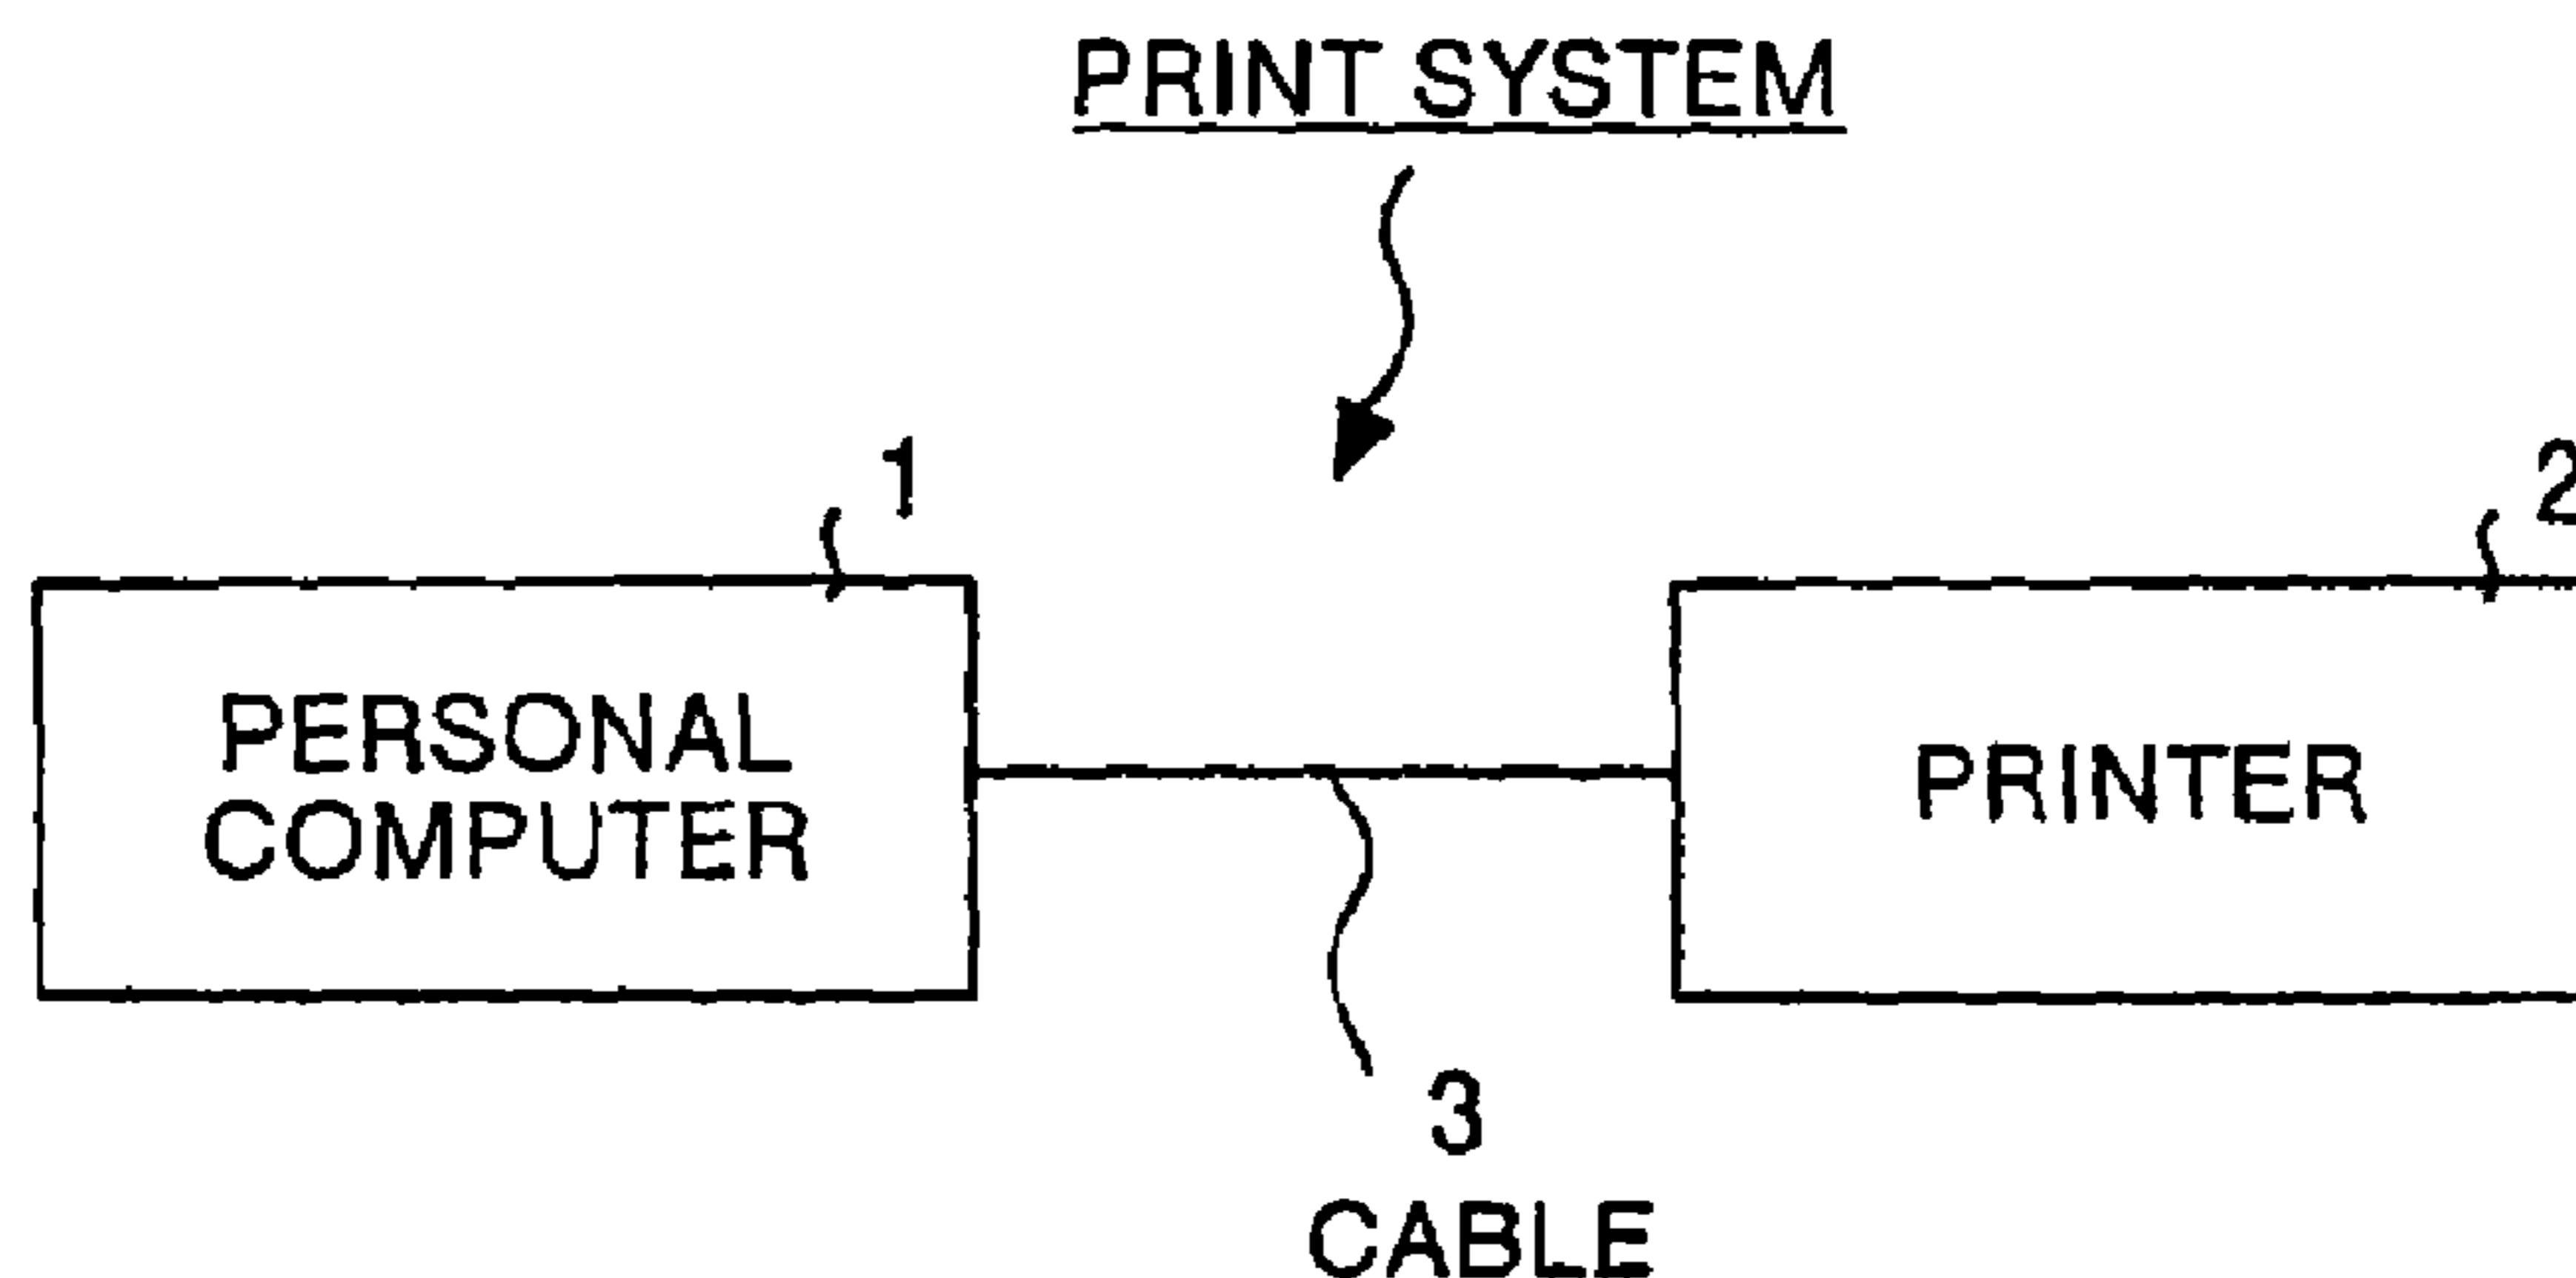 PRINT SYSTEM
1
2
PERSONAL
COMPUTER
PRINTER
3
CABLE